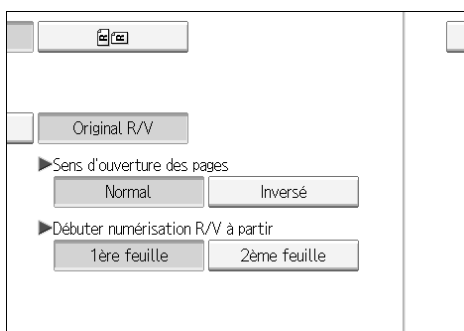 Original R/V
▶Sens d'ouverture des pages
Normal Inversé
▶Débuter numérisation R/V à partir
1ère feuille 2ème feuille